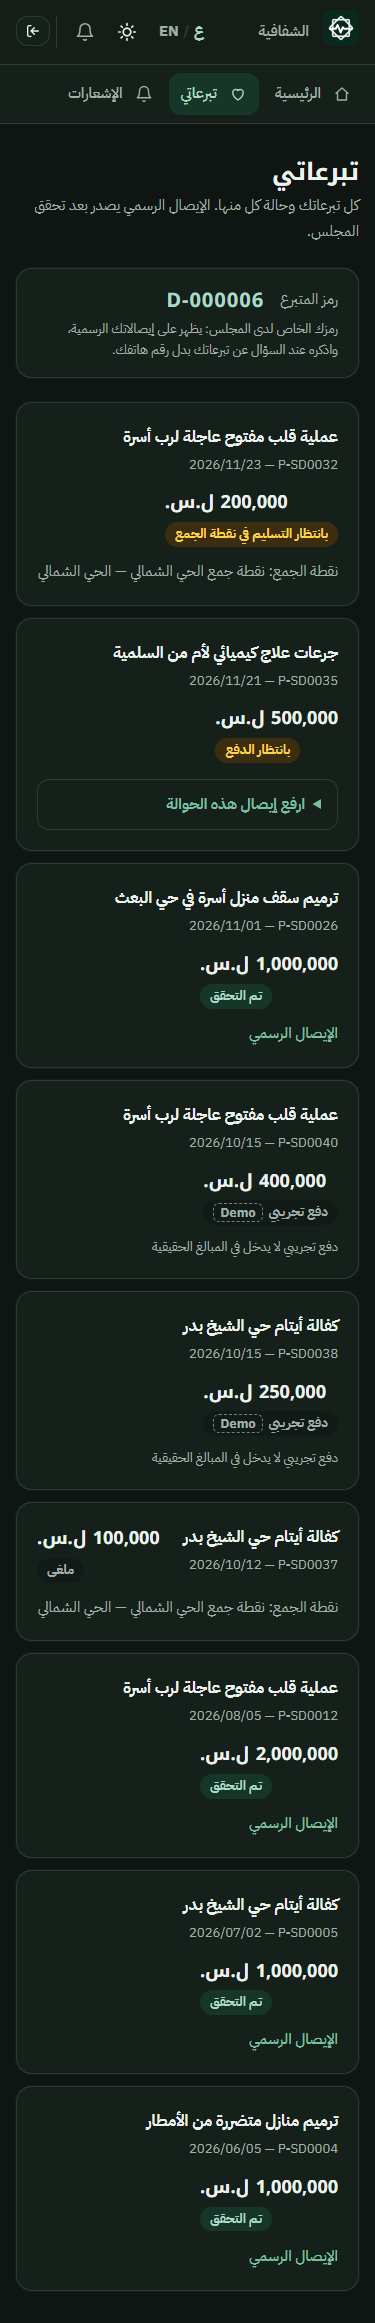 الشفافية
ع / EN
الرئيسية
تبرعاتي
الإشعارات
تبرعاتي
كل تبرعاتك وحالة كل منها. الإيصال الرسمي يصدر بعد تحقق
المجلس.
رمز المتبرع D-000006
رمزك الخاص لدى المجلس: يظهر على إيصالاتك الرسمية،
واذكره عند السؤال عن تبرعاتك بدل رقم هاتفك.
عملية قلب مفتوح عاجلة لرب أسرة
P-SD0032 — 2026/11/23
200,000 ل.س.
بانتظار التسليم في نقطة الجمع
نقطة الجمع: نقطة جمع الحي الشمالي — الحي الشمالي
جرعات علاج كيميائي لأم من السلمية
P-SD0035 — 2026/11/21
500,000 ل.س.
بانتظار الدفع
◀ ارفع إيصال هذه الحوالة
ترميم سقف منزل أسرة في حي البعث
P-SD0026 — 2026/11/01
1,000,000 ل.س.
تم التحقق
الإيصال الرسمي
عملية قلب مفتوح عاجلة لرب أسرة
P-SD0040 — 2026/10/15
400,000 ل.س.
دفع تجريبي Demo
دفع تجريبي لا يدخل في المبالغ الحقيقية
كفالة أيتام حي الشيخ بدر
P-SD0038 — 2026/10/15
250,000 ل.س.
دفع تجريبي Demo
دفع تجريبي لا يدخل في المبالغ الحقيقية
كفالة أيتام حي الشيخ بدر
100,000 ل.س.
P-SD0037 — 2026/10/12
ملغى
نقطة الجمع: نقطة جمع الحي الشمالي — الحي الشمالي
عملية قلب مفتوح عاجلة لرب أسرة
P-SD0012 — 2026/08/05
2,000,000 ل.س.
تم التحقق
الإيصال الرسمي
كفالة أيتام حي الشيخ بدر
P-SD0005 — 2026/07/02
1,000,000 ل.س.
تم التحقق
الإيصال الرسمي
ترميم منازل متضررة من الأمطار
P-SD0004 — 2026/06/05
1,000,000 ل.س.
تم التحقق
الإيصال الرسمي